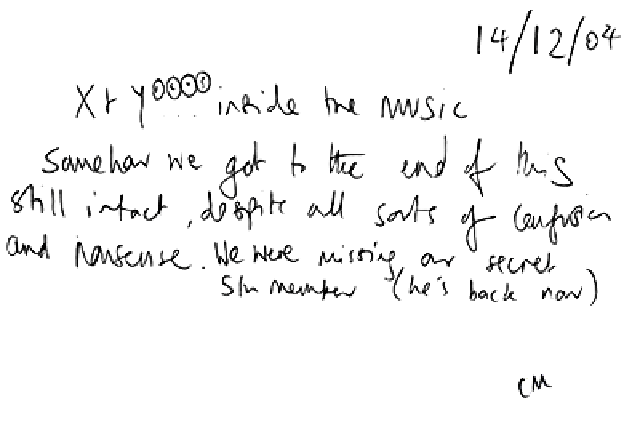 14/12/04
X + Y inside the music
Somehow we got to the end of this
still intact, despite all sorts of confusion
and nonsense. We were missing our secret
5th member (he's back now)
CM